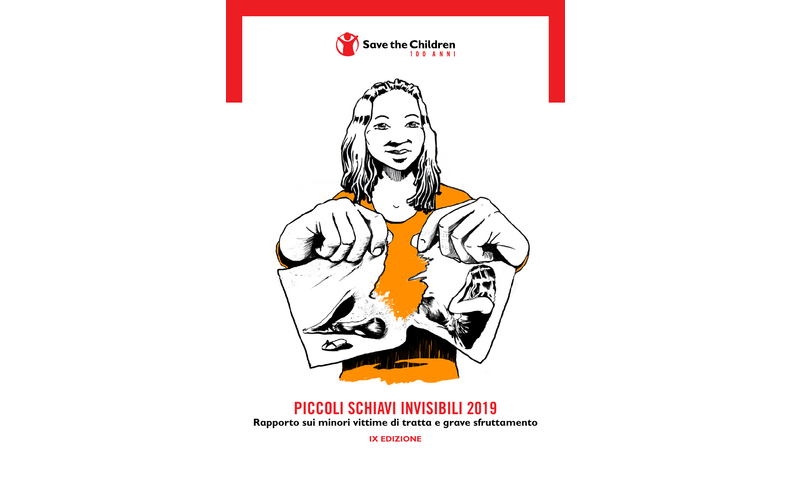 Save the Children
100 ANNI
PICCOLI SCHIAVI INVISIBILI 2019
Rapporto sui minori vittime di tratta e grave sfruttamento
IX EDIZIONE